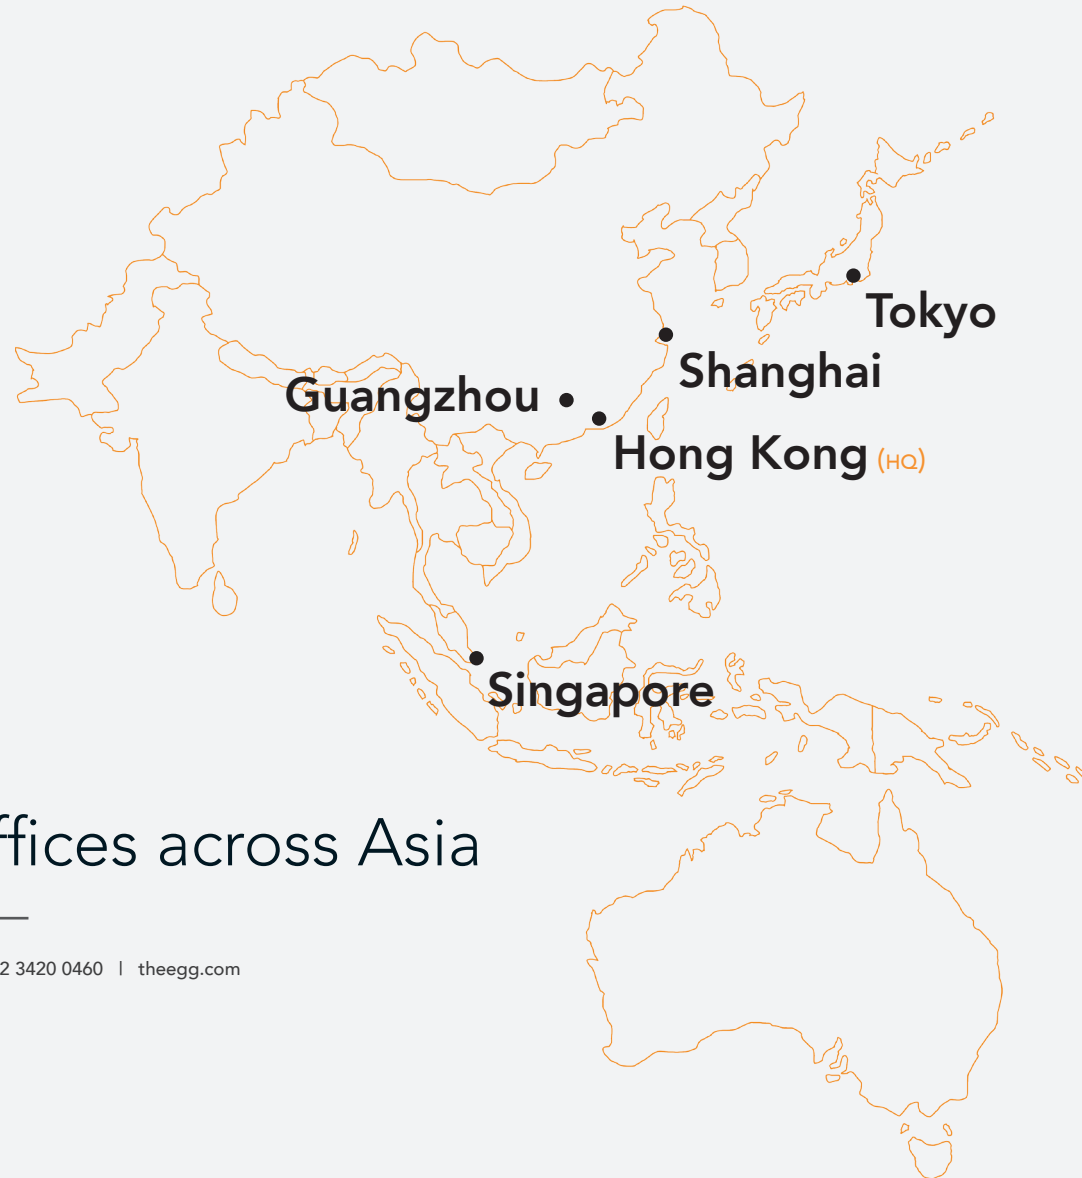 Tokyo
Shanghai
Guangzhou
Hong Kong (HQ)
Singapore
ffices across Asia
2 3420 0460 | theegg.com